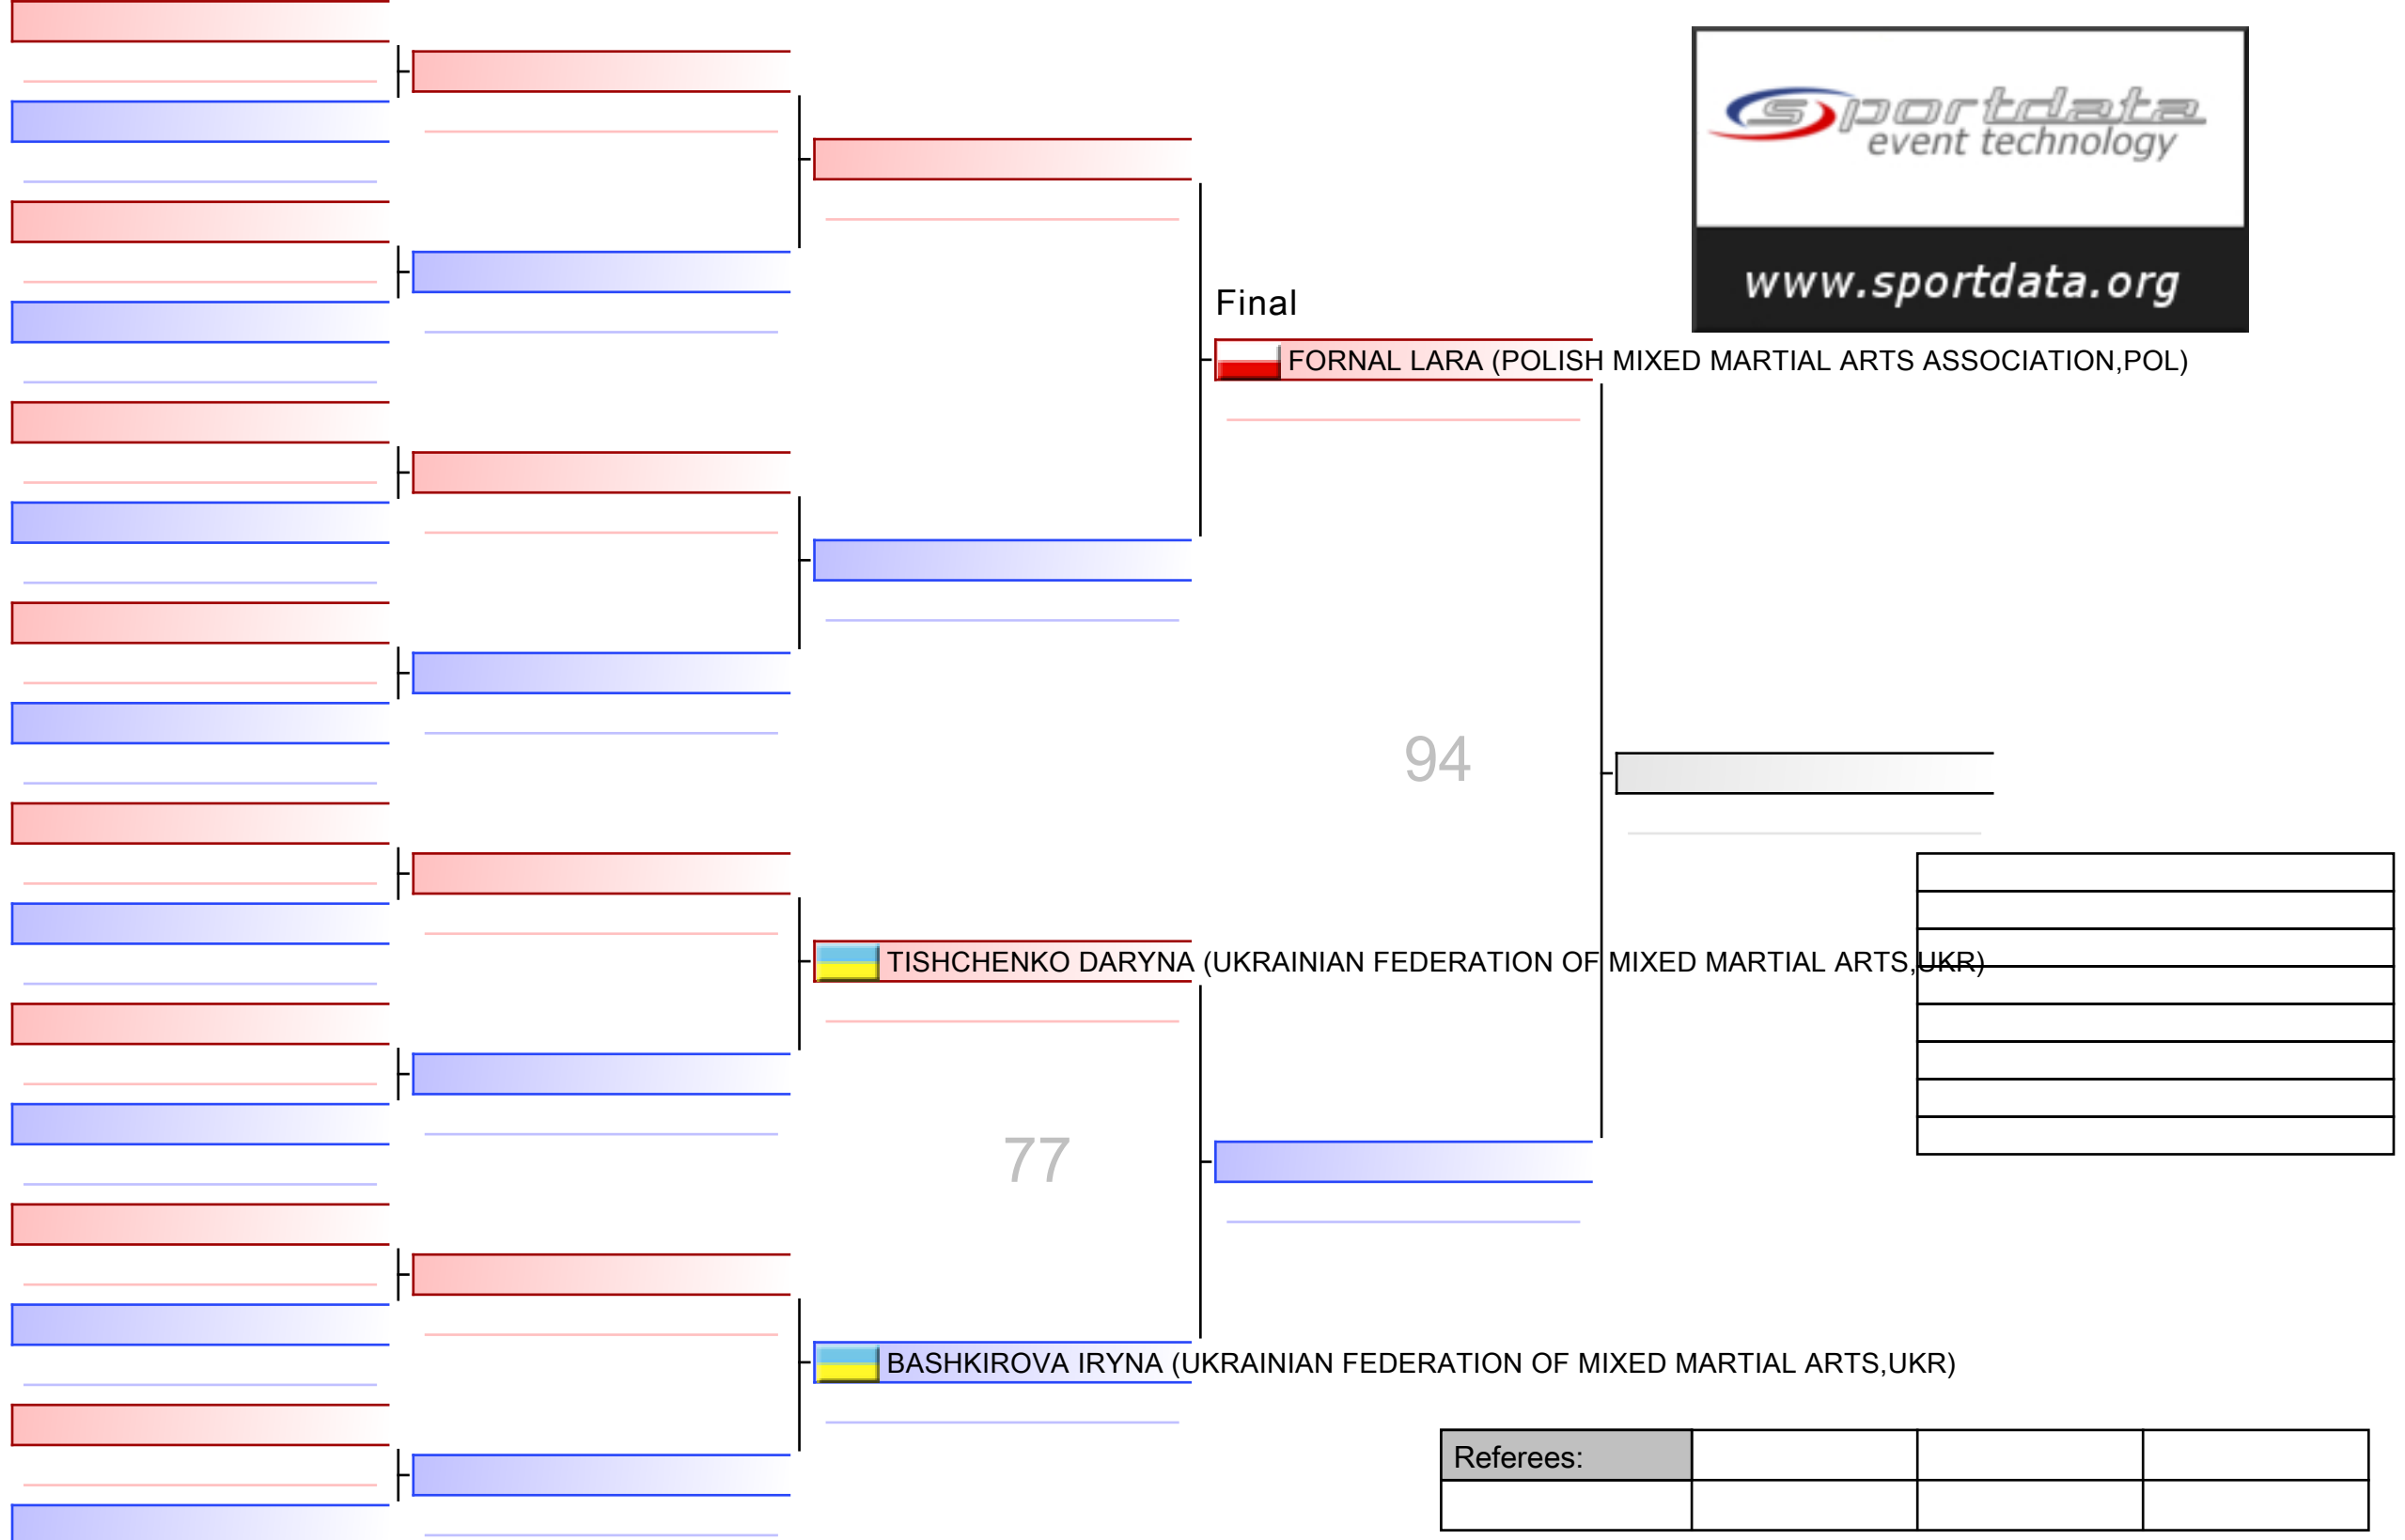 sportdata
event technology
www.sportdata.org
Final
FORNAL LARA (POLISH MIXED MARTIAL ARTS ASSOCIATION,POL)
94
TISHCHENKO DARYNA (UKRAINIAN FEDERATION OF MIXED MARTIAL ARTS,UKR)
77
BASHKIROVA IRYNA (UKRAINIAN FEDERATION OF MIXED MARTIAL ARTS,UKR)
Referees: